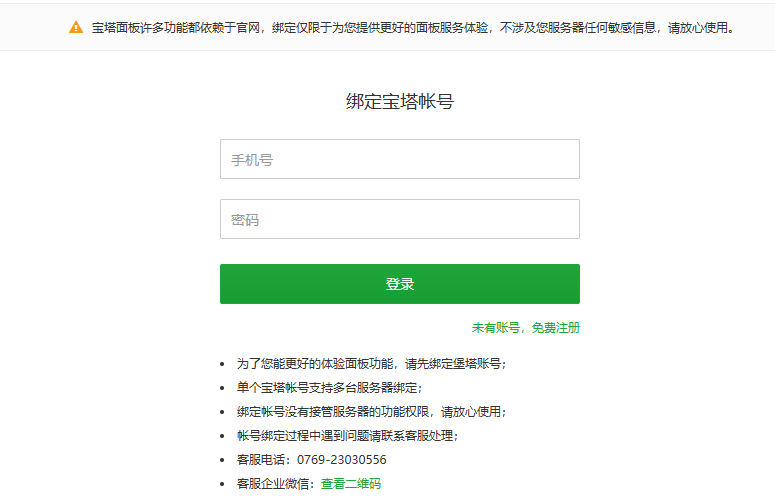 宝塔面板许多功能都依赖于官网，绑定仅限于为您提供更好的面板服务体验，不涉及您服务器任何敏感信息，请放心使用。
绑定宝塔帐号
手机号
密码
登录
未有账号，免费注册
为了您能更好的体验面板功能，请先绑定堡塔账号；
单个宝塔帐号支持多台服务器绑定；
绑定帐号没有接管服务器的功能权限，请放心使用；
帐号绑定过程中遇到问题请联系客服处理；
客服电话：0769-23030556
客服企业微信：查看二维码